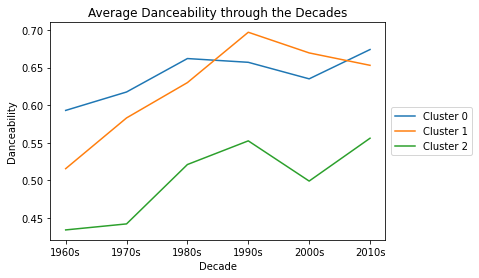 Average Danceability through the Decades
Danceability
0.70
0.65
0.60
0.55
0.50
0.45
1960s 1970s 1980s 1990s 2000s 2010s
Decade
Cluster 0
Cluster 1
Cluster 2